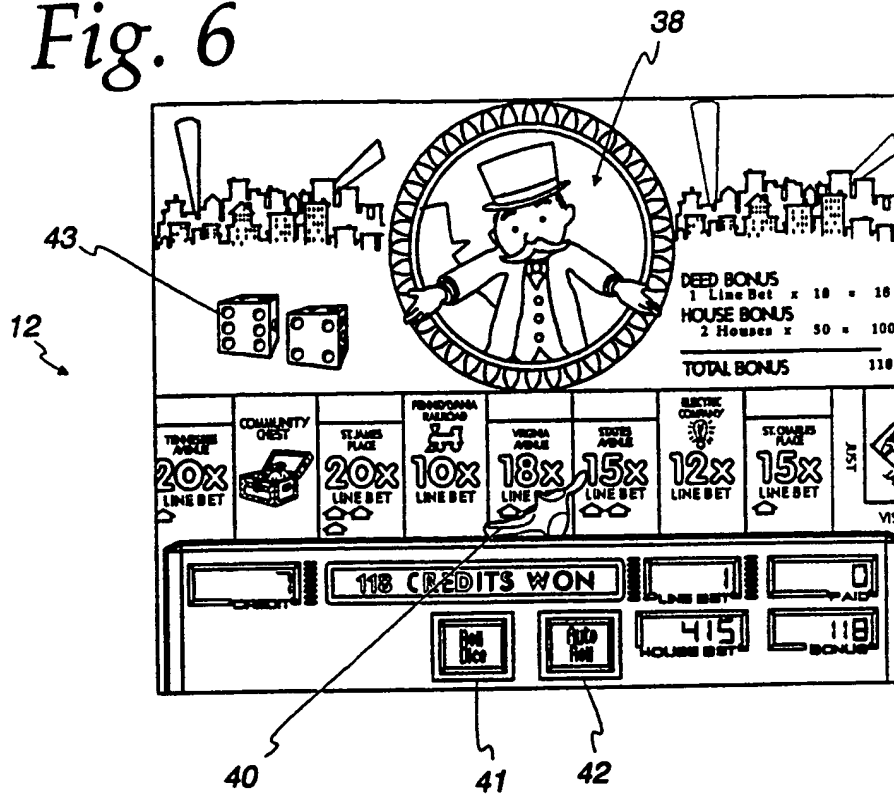 Fig. 6
38
43
12
DEED BONUS
1 Line Bet x 18 = 18
HOUSE BONUS
2 Houses x 50 = 100
TOTAL BONUS 118
TENNESSEE AVENUE
20x
LINE BET
COMMUNITY CHEST
ST. JAMES PLACE
20x
LINE BET
PENNSYLVANIA RAILROAD
10x
LINE BET
VIRGINIA AVENUE
18x
LINE
STATES AVENUE
15x
LINE BET
ELECTRIC COMPANY
12x
LINE BET
ST. CHARLES PLACE
15x
LINE BET
JUST
VIS
CREDIT
118 CREDITS WON
1
LINE BET
0
PAID
Roll Dice
Auto Roll
415
HOUSE BET
118
BONUS
40
41
42